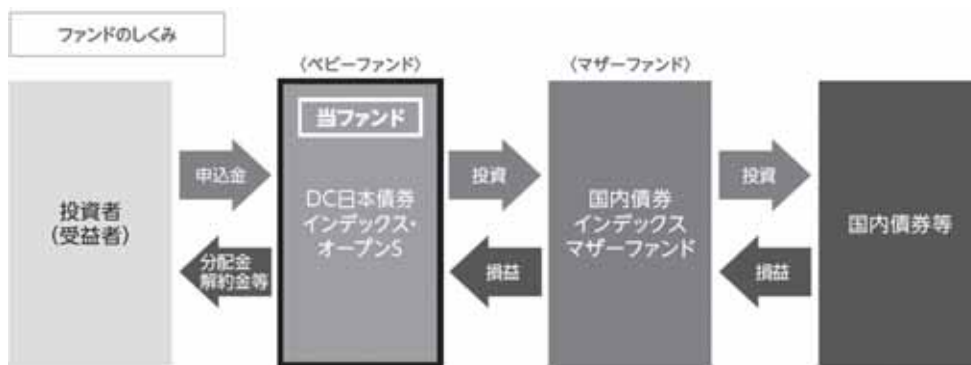 ファンドのしくみ
〈ベビーファンド〉
〈マザーファンド〉
投資者
(受益者)
申込金
分配金
解約金等
当ファンド
DC日本債券
インデックス・
オープンS
投資
損益
国内債券
インデックス
マザーファンド
投資
損益
国内債券等